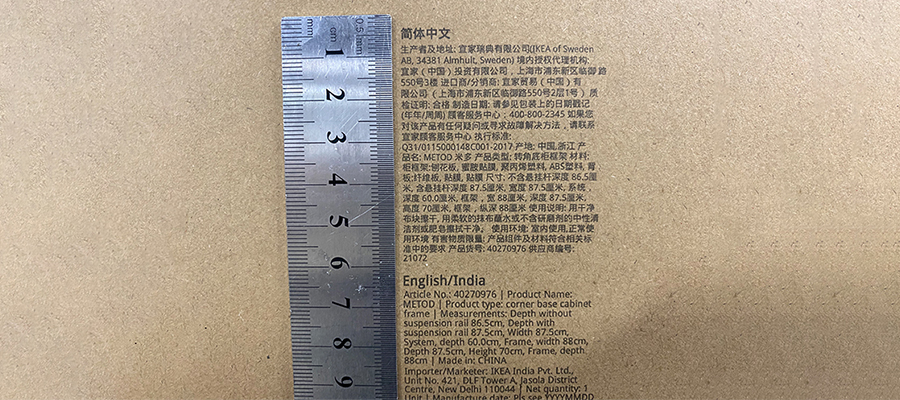 mm
cm
0.5mm
1
2
3
4
5
6
7
8
9
简体中文
生产者及地址: 宜家瑞典有限公司(IKEA of Sweden
AB, 34381 Älmhult, Sweden) 境内授权代理机构:
宜家（中国）投资有限公司，上海市浦东新区临御路
550号3楼 进口商/分销商: 宜家贸易（中国）有
限公司（上海市浦东新区临御路550号2层1号） 质
检证明: 合格 制造日期: 请参见包装上的日期戳记
(年年/周周) 顾客服务中心：400-800-2345 如果您
对该产品有任何疑问或寻求故障解决方法，请联系
宜家顾客服务中心 执行标准:
Q31/0115000148C001-2017 产地: 中国,浙江 产
品名: METOD 米多 产品类型: 转角底柜框架 材料:
柜框架:刨花板, 蜜胺贴膜, 聚丙烯塑料, ABS塑料, 背
板:纤维板, 贴膜, 贴膜 尺寸: 不含悬挂杆深度 86.5厘
米, 含悬挂杆深度 87.5厘米, 宽度 87.5厘米, 系统，
深度 60.0厘米, 框架，宽 88厘米, 深度 87.5厘米,
高度 70厘米, 框架，纵深 88厘米 使用说明: 用干净
布块擦干, 用柔软的抹布蘸水或不含研磨剂的中性清
洁剂或肥皂擦拭干净。 使用环境: 室内使用,正常使
用环境 有害物质限量: 产品组件及材料符合相关标
准中的要求 产品货号: 40270976 供应商编号:
21072
English/India
Article No.: 40270976 | Product Name:
METOD | Product type: corner base cabinet
frame | Measurements: Depth without
suspension rail 86.5cm, Depth with
suspension rail 87.5cm, Width 87.5cm,
System, depth 60.0cm, Frame, width 88cm,
Depth 87.5cm, Height 70cm, Frame, depth
88cm | Made in: CHINA
Importer/Marketer: IKEA India Pvt. Ltd.,
Unit No. 421, DLF Tower A, Jasola District
Centre, New Delhi 110044 | Net quantity: 1
Unit | Manufacture date: Pls see YYYYMMDD